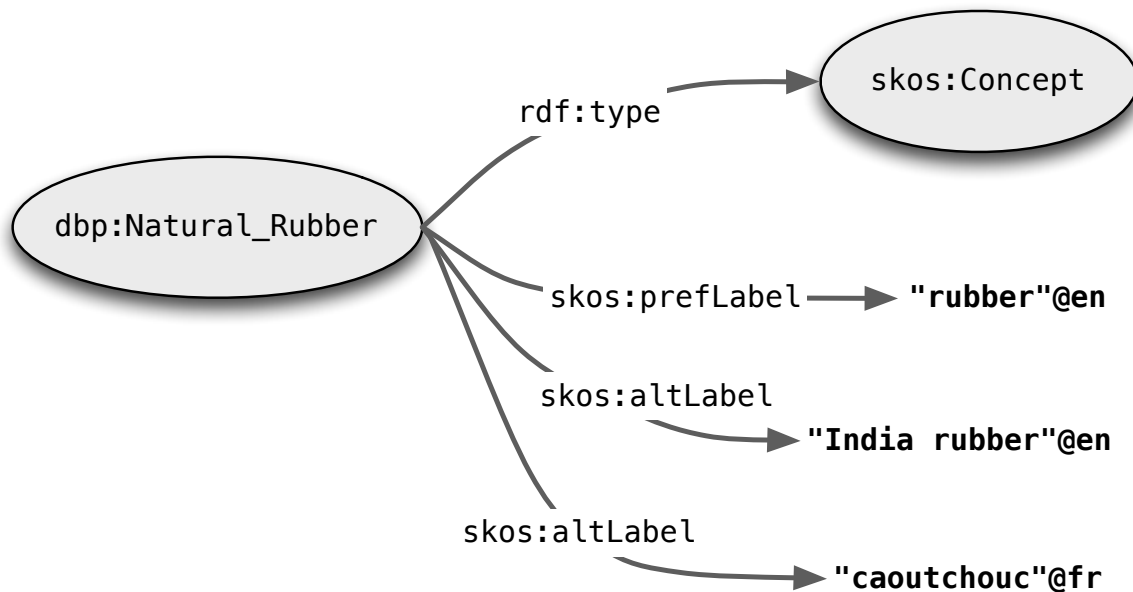 skos:Concept
rdf:type
dbp:Natural_Rubber
skos:prefLabel
"rubber"@en
skos:altLabel
"India rubber"@en
skos:altLabel
"caoutchouc"@fr